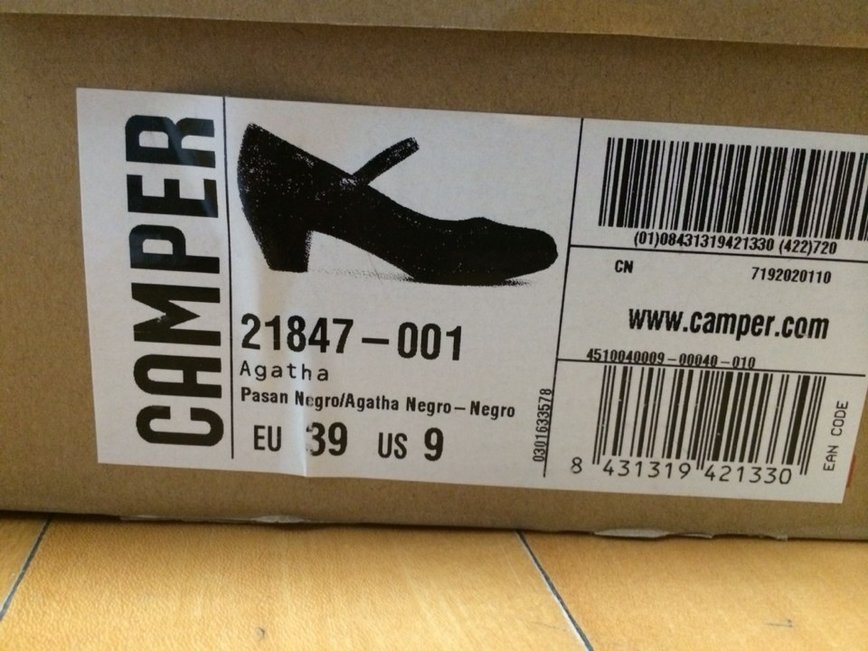 CAMPER
21847-001
Agatha
Pasan Negro/Agatha Negro-Negro
EU 39 US 9
0301633578
(01)08431319421330 (422)720
CN 7192020110
www.camper.com
4510040009-00040-010
8 431319 421330
EAN CODE